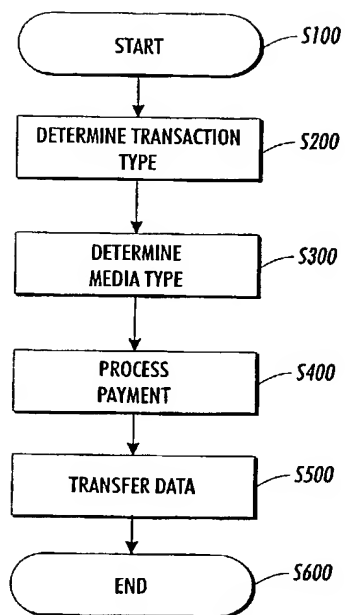 START
S100
DETERMINE TRANSACTION
TYPE
S200
DETERMINE
MEDIA TYPE
S300
PROCESS
PAYMENT
S400
TRANSFER DATA
S500
END
S600